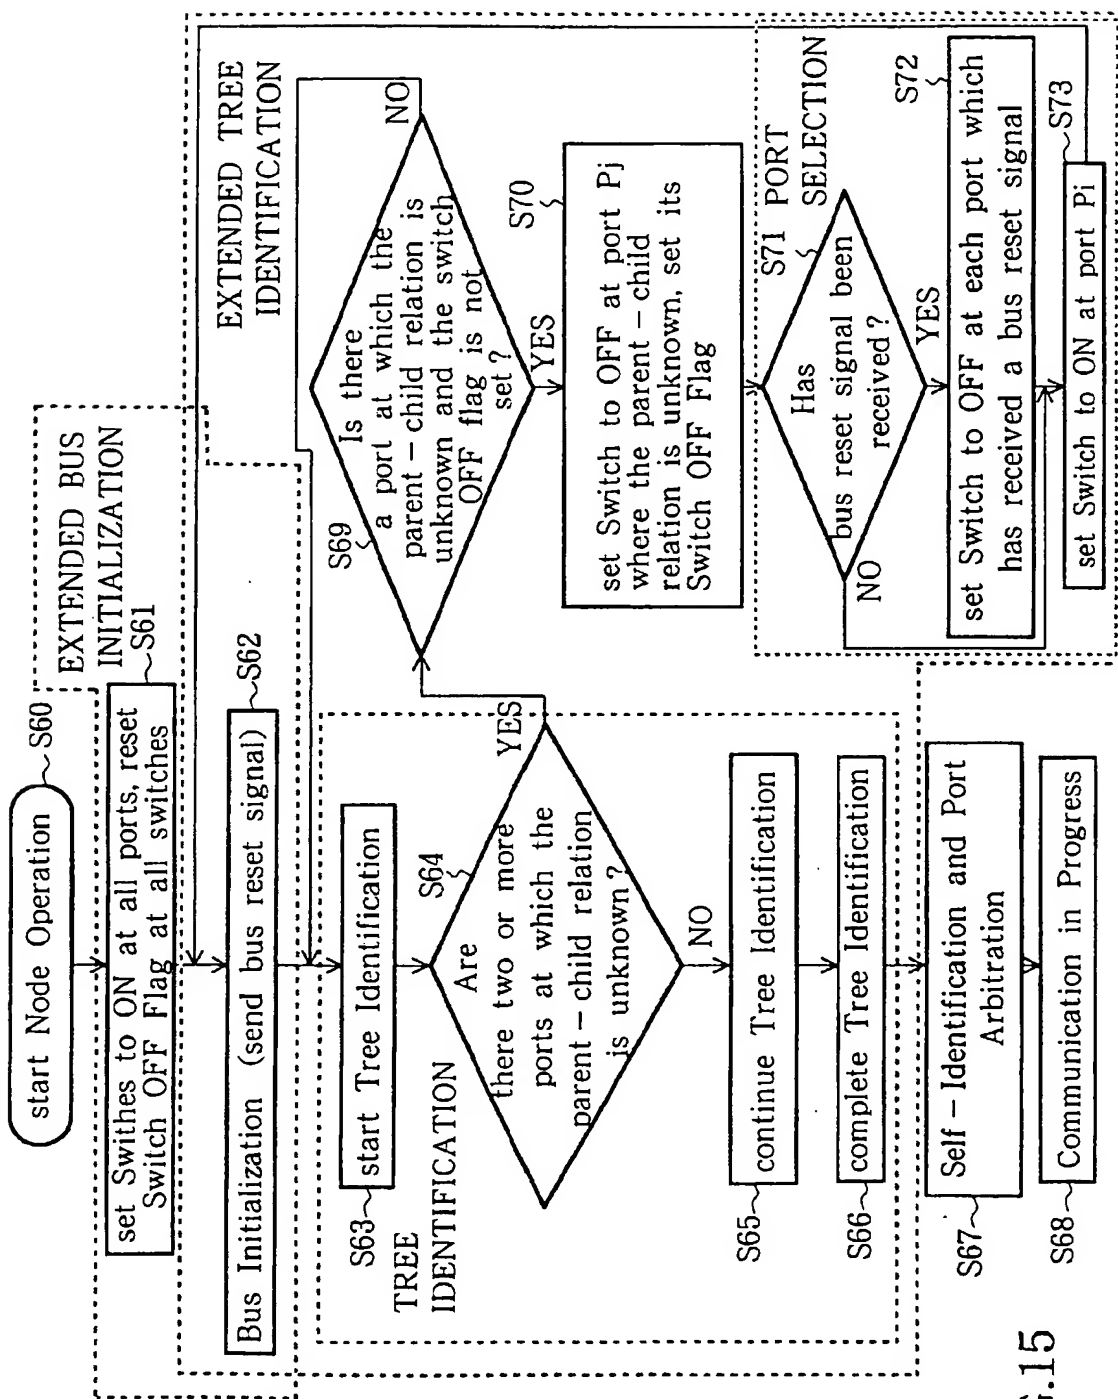 start Node Operation
S60
EXTENDED BUS
INITIALIZATION
set Swithes to ON at all ports, reset
Switch OFF Flag at all switches
S61
Bus Initialization (send bus reset signal)
S62
S63
start Tree Identification
TREE
IDENTIFICATION
S64
Are
there two or more
ports at which the
parent–child relation
is unknown?
YES
NO
S65
continue Tree Identification
S66
complete Tree Identification
S67
Self–Identification and Port
Arbitration
S68
Communication in Progress
EXTENDED TREE
IDENTIFICATION
S69
Is there
a port at which the
parent–child relation is
unknown and the switch
OFF flag is not
set?
NO
YES
S70
set Switch to OFF at port Pj
where the parent–child
relation is unknown, set its
Switch OFF Flag
S71
PORT
SELECTION
Has
bus reset signal been
received?
NO
YES
S72
set Switch to OFF at each port which
has received a bus reset signal
S73
set Switch to ON at port Pi
.15